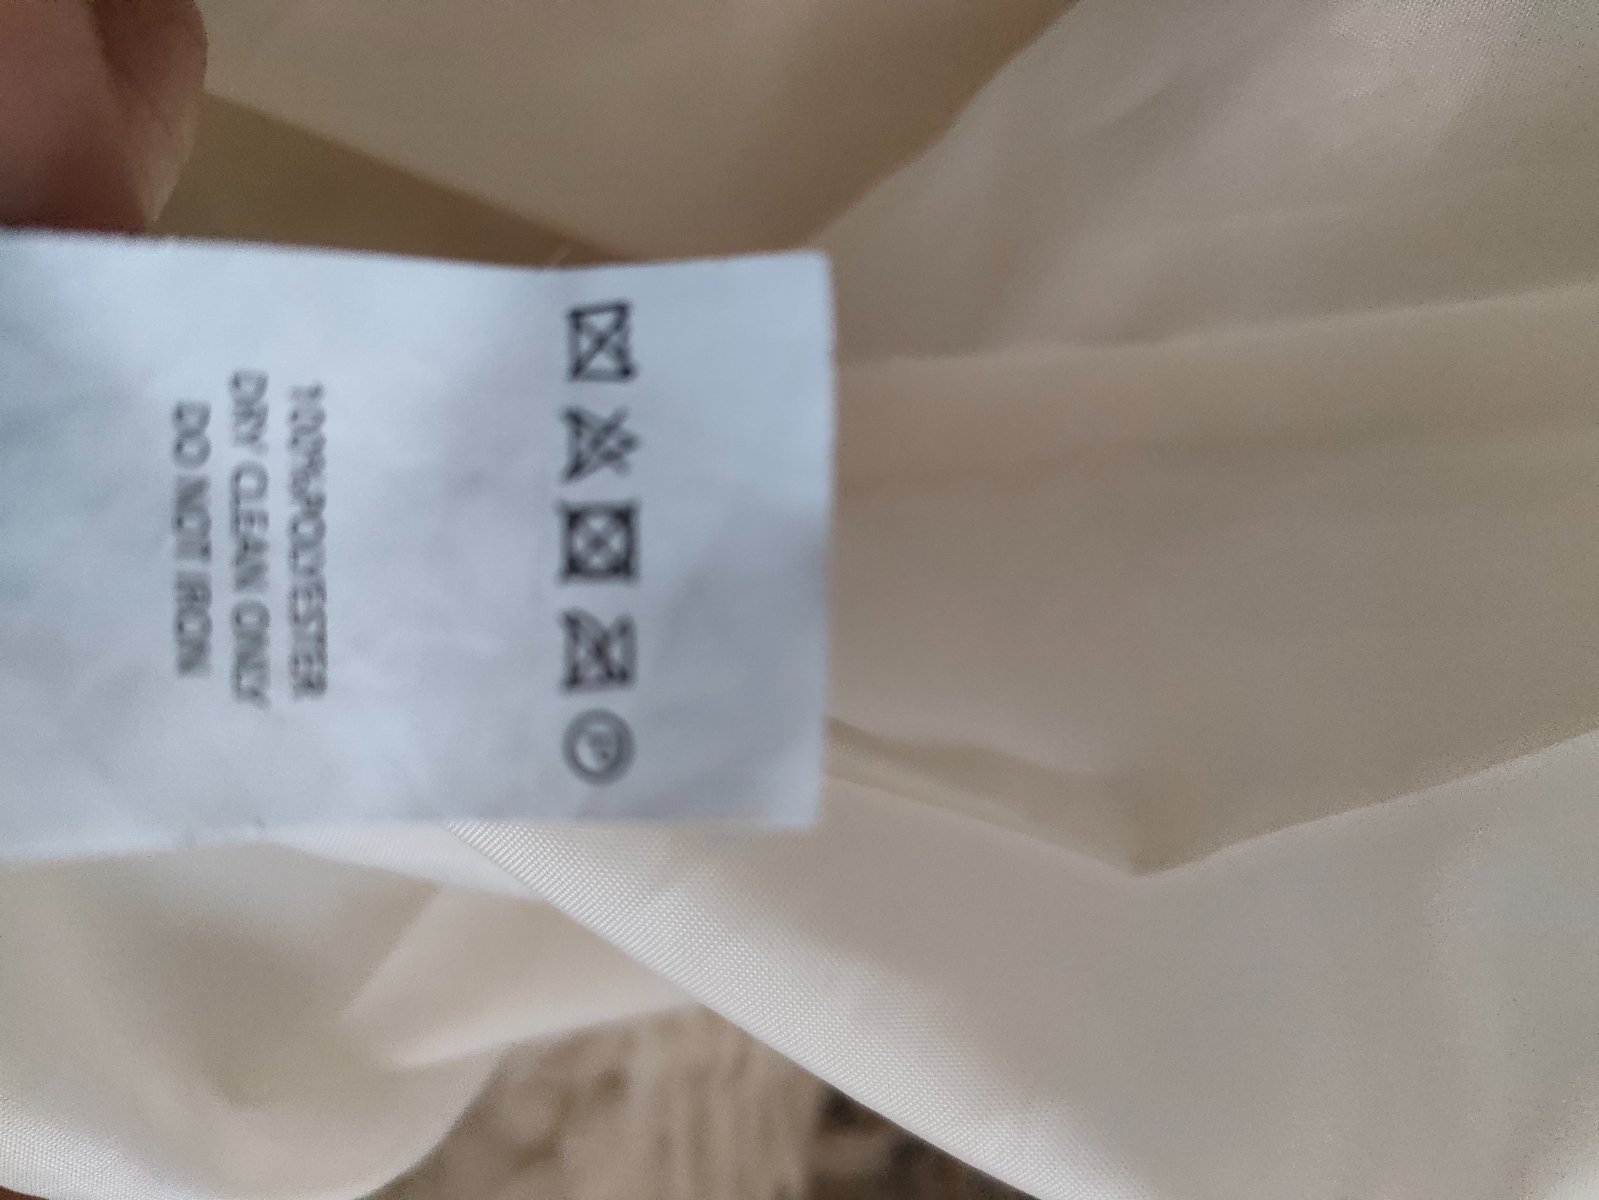 Ⓟ
100%POLYESTER
DRY CLEAN ONLY
DO NOT IRON